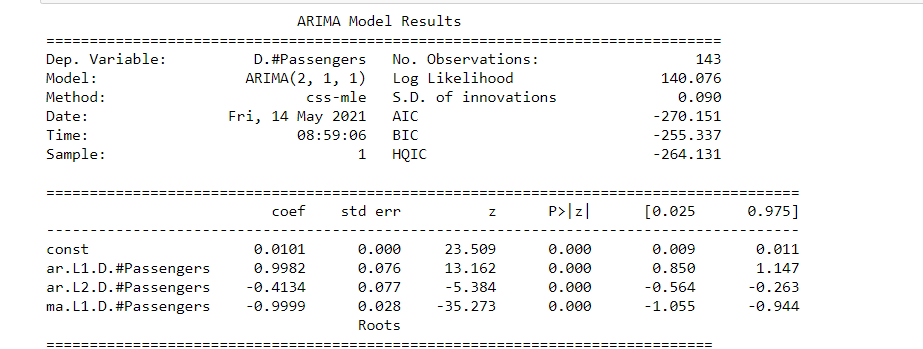 ARIMA Model Results
==============================================================================
Dep. Variable: D.#Passengers No. Observations: 143
Model: ARIMA(2, 1, 1) Log Likelihood 140.076
Method: css-mle S.D. of innovations 0.090
Date: Fri, 14 May 2021 AIC -270.151
Time: 08:59:06 BIC -255.337
Sample: 1 HQIC -264.131
=======================================================================================
coef std err z P>|z| [0.025 0.975]
---------------------------------------------------------------------------------------
const 0.0101 0.000 23.509 0.000 0.009 0.011
ar.L1.D.#Passengers 0.9982 0.076 13.162 0.000 0.850 1.147
ar.L2.D.#Passengers -0.4134 0.077 -5.384 0.000 -0.564 -0.263
ma.L1.D.#Passengers -0.9999 0.028 -35.273 0.000 -1.055 -0.944
Roots
=============================================================================